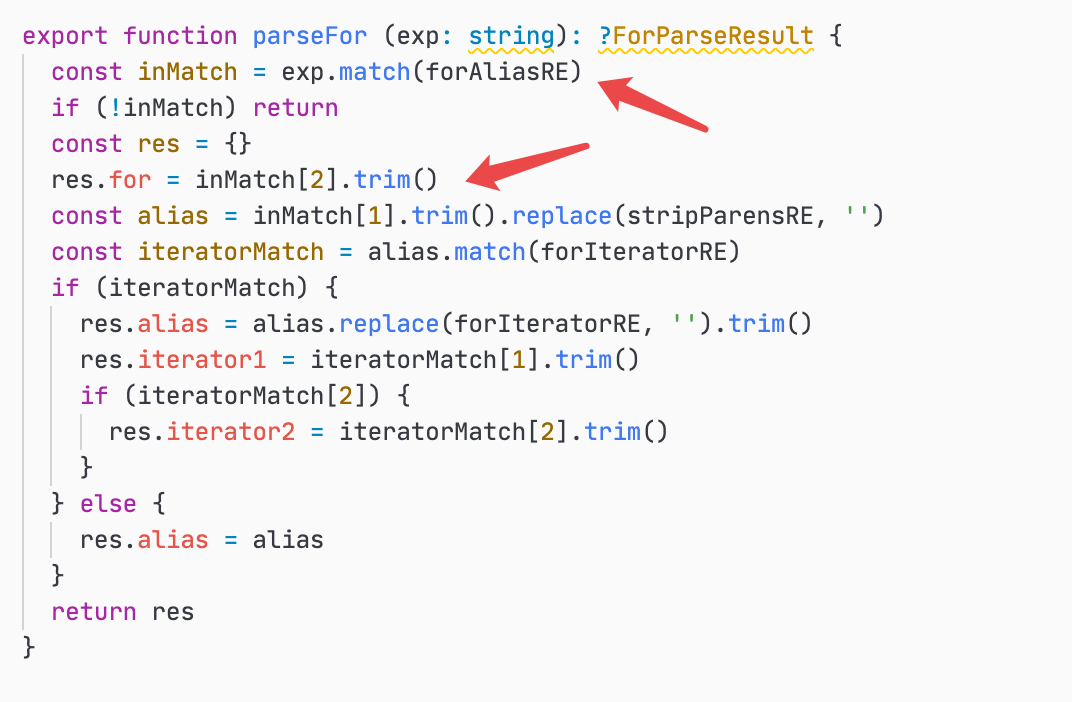 export function parseFor (exp: string): ?ForParseResult {
  const inMatch = exp.match(forAliasRE)
  if (!inMatch) return
  const res = {}
  res.for = inMatch[2].trim()
  const alias = inMatch[1].trim().replace(stripParensRE, '')
  const iteratorMatch = alias.match(forIteratorRE)
  if (iteratorMatch) {
    res.alias = alias.replace(forIteratorRE, '').trim()
    res.iterator1 = iteratorMatch[1].trim()
    if (iteratorMatch[2]) {
      res.iterator2 = iteratorMatch[2].trim()
    }
  } else {
    res.alias = alias
  }
  return res
}